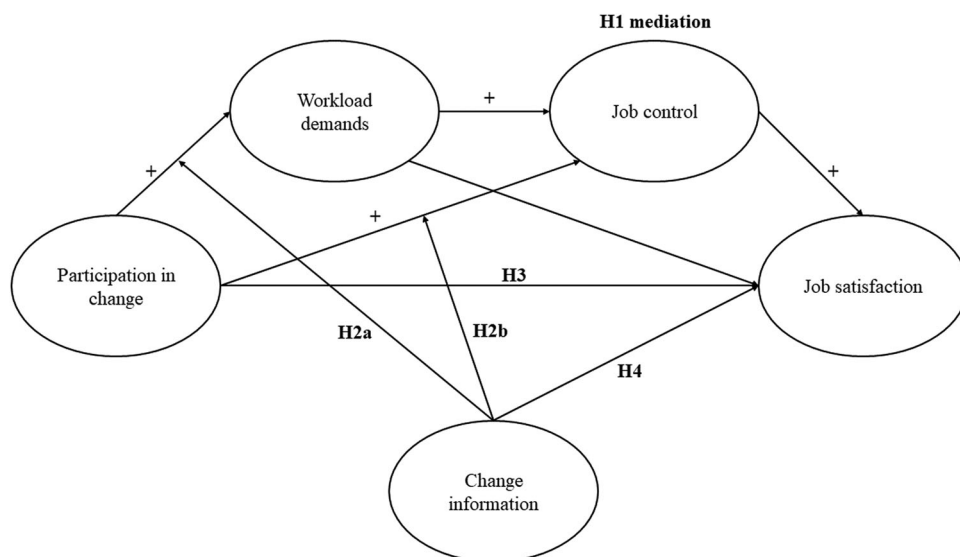 H1 mediation
Workload
demands
+
Job control
+
+
+
Participation in
change
H3
Job satisfaction
H2a
H2b
H4
Change
information